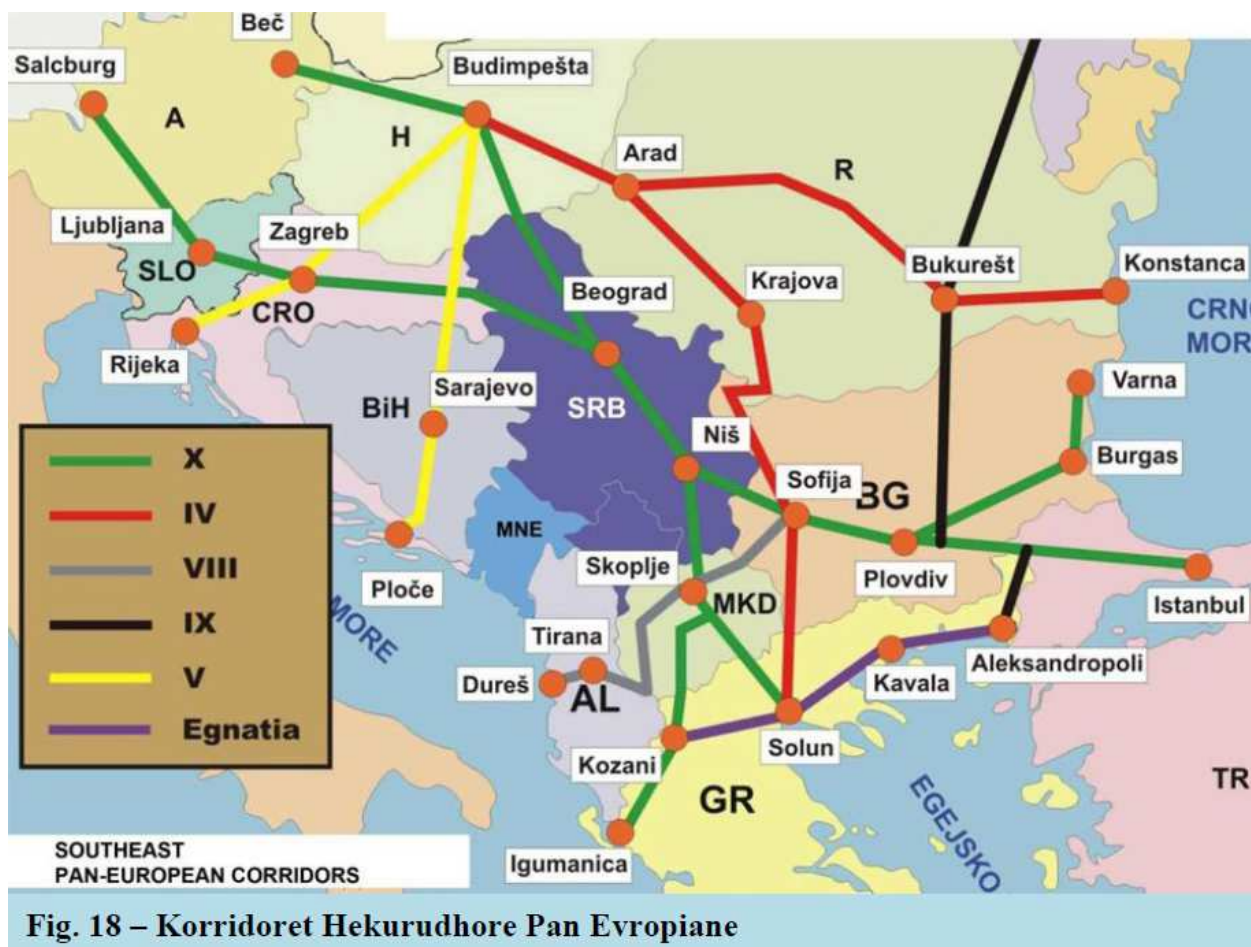 Beč
Salcburg
Budimpešta
A
H
Arad
R
Ljubljana
Zagreb
SLO
Bukurešt
Konstanca
Krajova
Beograd
CRO
CRNO
MORE
Rijeka
Varna
Sarajevo
BiH
SRB
Niš
Burgas
Sofija
BG
X
IV
VIII
IX
V
Egnatia
MNE
Skoplje
Plovdiv
Ploče
MKD
Istanbul
MORE
Tirana
Aleksandropoli
Dureš
AL
Kavala
Solun
Kozani
TR
GR
EGEJSKO
Igumanica
SOUTHEAST
PAN-EUROPEAN CORRIDORS
Fig. 18 – Korridoret Hekurudhore Pan Evropiane